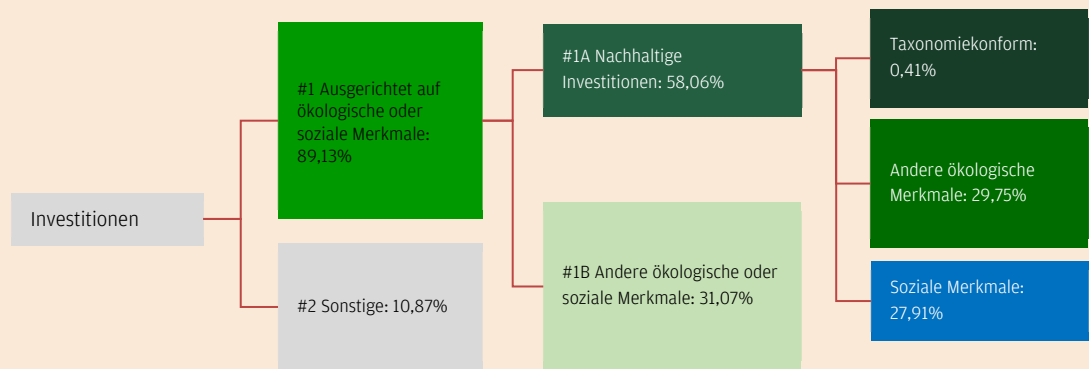 Investitionen
#1 Ausgerichtet auf
ökologische oder
soziale Merkmale:
89,13%
#2 Sonstige: 10,87%
#1A Nachhaltige
Investitionen: 58,06%
#1B Andere ökologische oder
soziale Merkmale: 31,07%
Taxonomiekonform:
0,41%
Andere ökologische
Merkmale: 29,75%
Soziale Merkmale:
27,91%